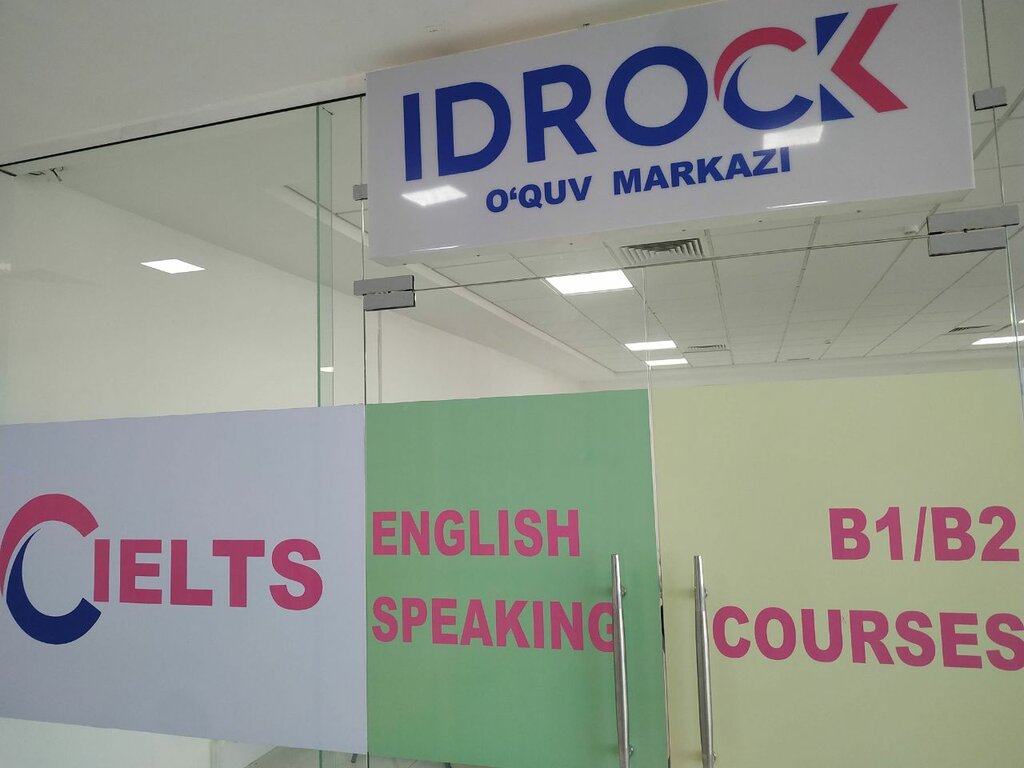 IDROCK
O‘QUV MARKAZI
IELTS
ENGLISH
SPEAKING
B1/B2
COURSES